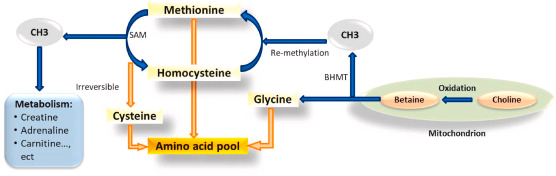 Methionine
CH3
SAM
CH3
Re-methylation
Homocysteine
BHMT
Irreversible
Oxidation
Metabolism:
• Creatine
• Adrenaline
• Carnitine...,
ect
Glycine
Betaine
Choline
Cysteine
Mitochondrion
Amino acid pool